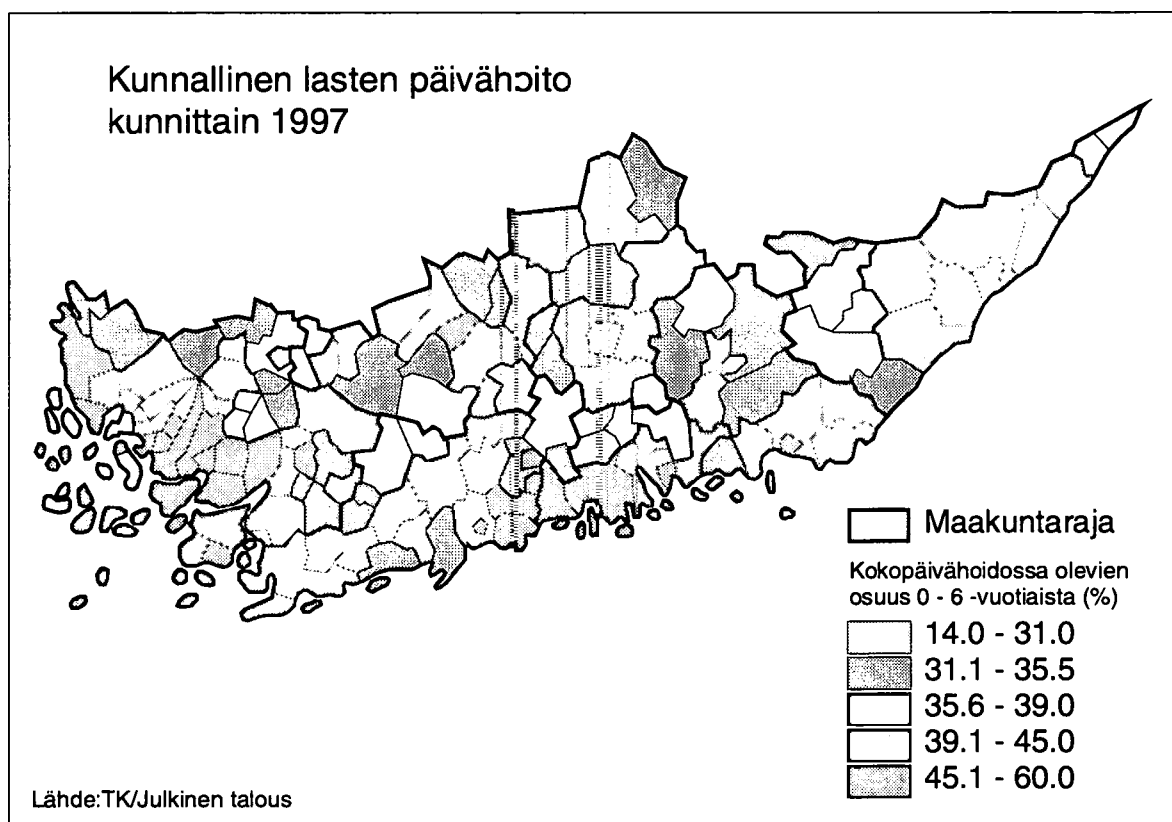 Kunnallinen lasten päivähoito
kunnittain 1997
Maakuntaraja
Kokopäivähoidossa olevien
osuus 0 - 6 -vuotiaista (%)
14.0 - 31.0
31.1 - 35.5
35.6 - 39.0
39.1 - 45.0
45.1 - 60.0
Lähde:TK/Julkinen talous